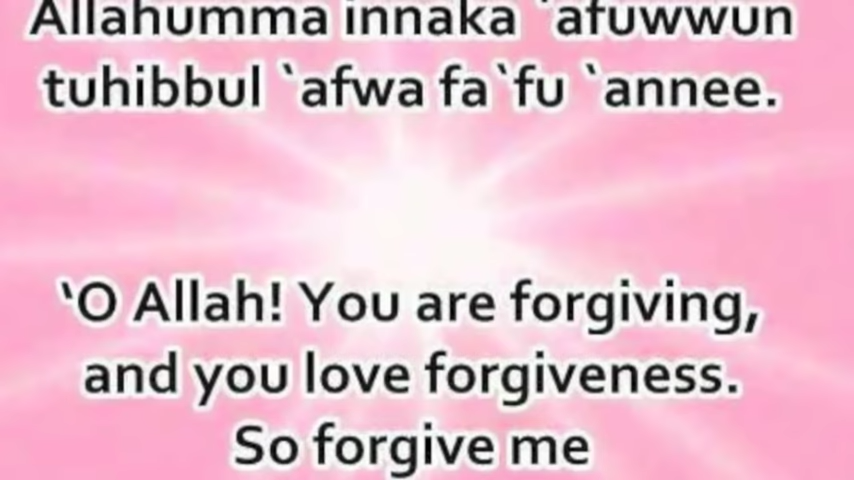 Allahumma innaka `afuwwun
tuhibbul `afwa fa`fu `annee.
‘O Allah! You are forgiving,
and you love forgiveness.
So forgive me